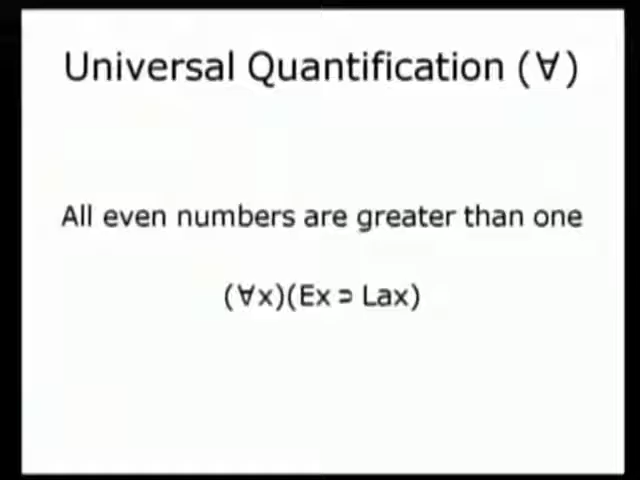 Universal Quantification (∀)
All even numbers are greater than one
(∀x)(Ex ⊃ Lax)